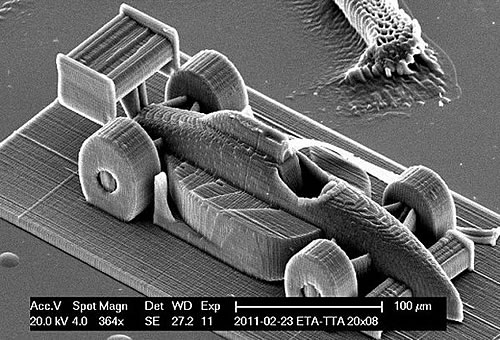 Acc.V Spot Magn Det WD Exp 100 µm
20.0 kV 4.0 364x SE 27.2 11 2011-02-23 ETA-TTA 20x08